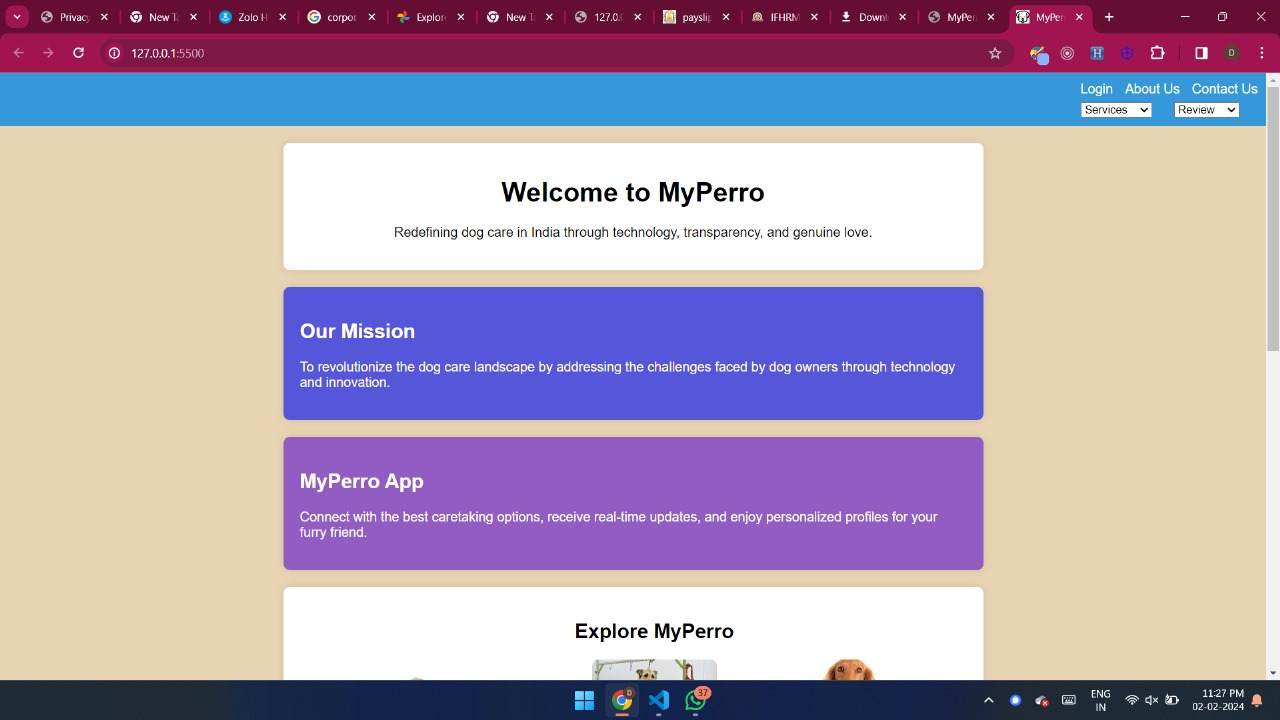 Privacy
New Ta
Zolo H
corpor
Explore
New Ta
127.0.0
payslip
IFHRM
Downl
MyPerr
MyPerr
127.0.0.1:5500
D
Login About Us Contact Us
Services Review
Welcome to MyPerro
Redefining dog care in India through technology, transparency, and genuine love.
Our Mission
To revolutionize the dog care landscape by addressing the challenges faced by dog owners through technology
and innovation.
MyPerro App
Connect with the best caretaking options, receive real-time updates, and enjoy personalized profiles for your
furry friend.
Explore MyPerro
D
37
ENG
IN
11:27 PM
02-02-2024